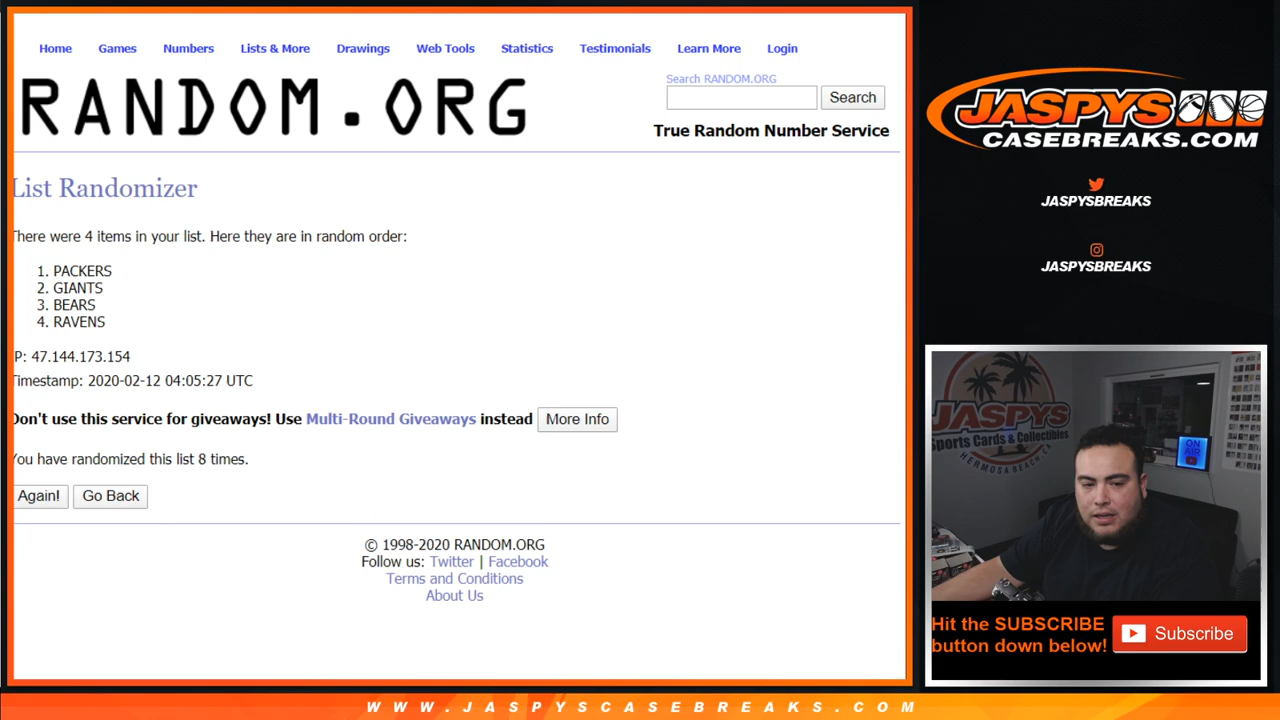 Home Games Numbers Lists & More Drawings Web Tools Statistics Testimonials Learn More Login
RANDOM.ORG
Search RANDOM.ORG
Search
True Random Number Service
List Randomizer
There were 4 items in your list. Here they are in random order:
1. PACKERS
2. GIANTS
3. BEARS
4. RAVENS
IP: 47.144.173.154
Timestamp: 2020-02-12 04:05:27 UTC
Don't use this service for giveaways! Use Multi-Round Giveaways instead More Info
You have randomized this list 8 times.
Again! Go Back
© 1998-2020 RANDOM.ORG
Follow us: Twitter | Facebook
Terms and Conditions
About Us
JASPYS
CASEBREAKS.COM
JASPYSBREAKS
JASPYSBREAKS
JASPYS
Sports Cards & Collectibles
HERMOSA BEACH, CA
ON
AIR
Hit the SUBSCRIBE
button down below!
Subscribe
WWW.JASPYSCASEBREAKS.COM